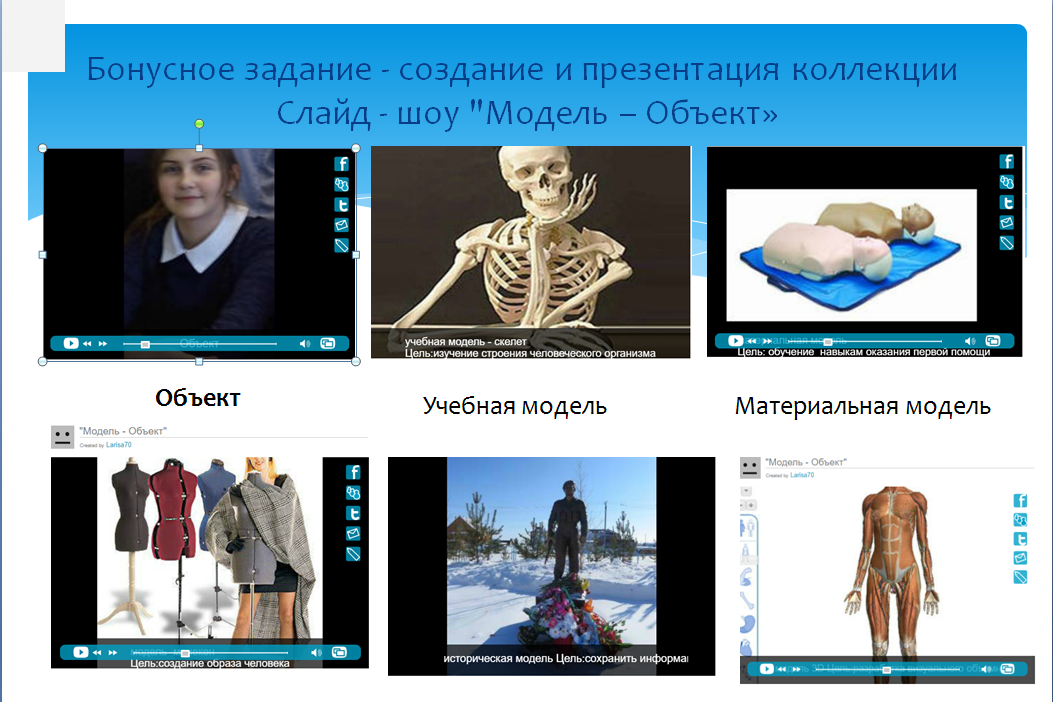 Бонусное задание - создание и презентация коллекции
Слайд - шоу "Модель – Объект»
Объект
учебная модель - скелет
Цель:изучение строения человеческого организма
Цель: обучение навыкам оказания первой помощи
Объект
Учебная модель
Материальная модель
"Модель - Объект"
Created by Larisa70
Цель:создание образа человека
историческая модель Цель:сохранить информа
"Модель - Объект"
Created by Larisa70